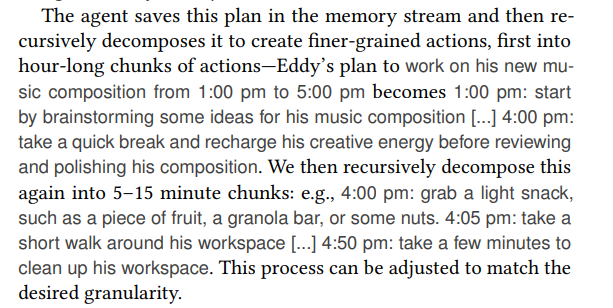 The agent saves this plan in the memory stream and then re-
cursively decomposes it to create finer-grained actions, first into
hour-long chunks of actions—Eddy’s plan to work on his new mu-
sic composition from 1:00 pm to 5:00 pm becomes 1:00 pm: start
by brainstorming some ideas for his music composition [...] 4:00 pm:
take a quick break and recharge his creative energy before reviewing
and polishing his composition. We then recursively decompose this
again into 5–15 minute chunks: e.g., 4:00 pm: grab a light snack,
such as a piece of fruit, a granola bar, or some nuts. 4:05 pm: take a
short walk around his workspace [...] 4:50 pm: take a few minutes to
clean up his workspace. This process can be adjusted to match the
desired granularity.